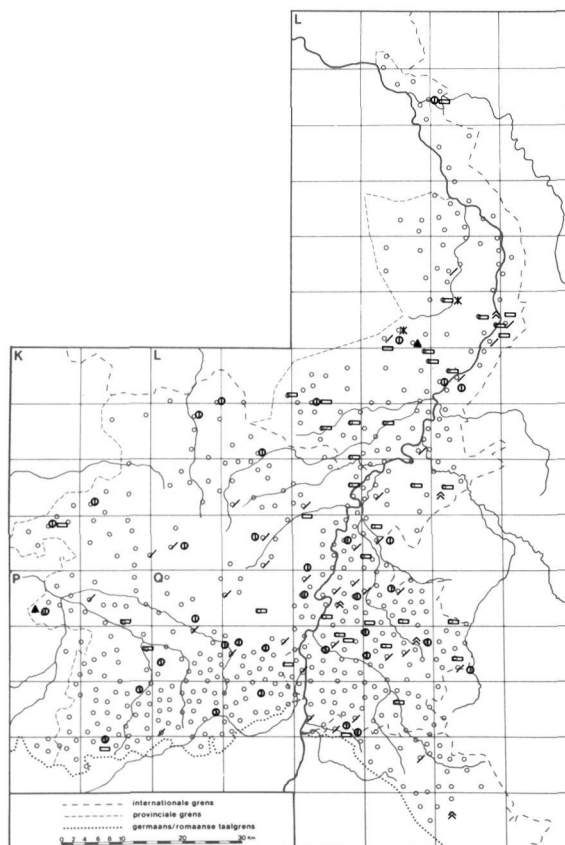 L
K
L
P
Q
internationale grens
provinciale grens
germaans/romaanse taalgrens
0 2 4 6 8 10 20 30 Km